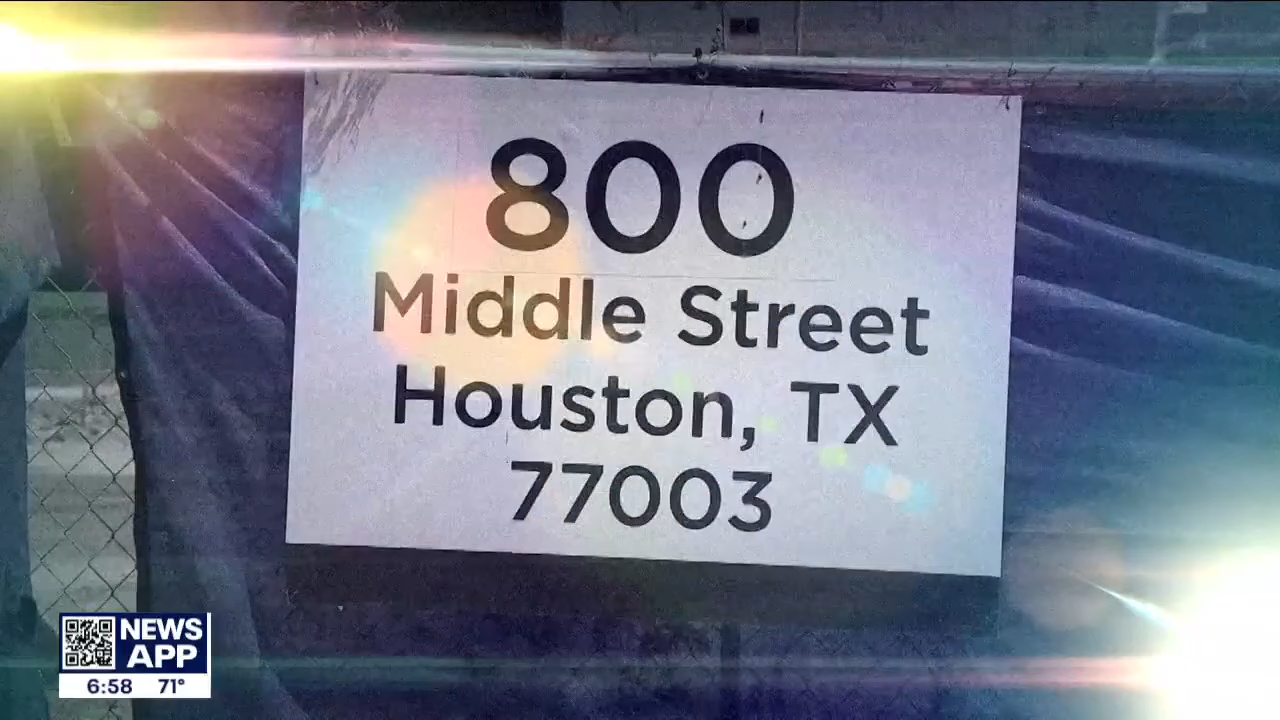 800
Middle Street
Houston, TX
77003
NEWS
APP
6:58 71°